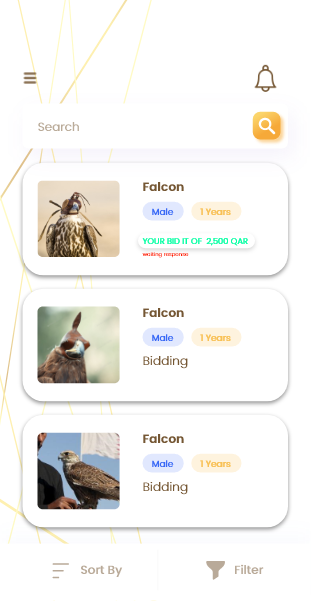 Search
Falcon
Male 1 Years
YOUR BID IT OF 2,500 QAR
waiting response
Falcon
Male 1 Years
Bidding
Falcon
Male 1 Years
Bidding
Sort By Filter